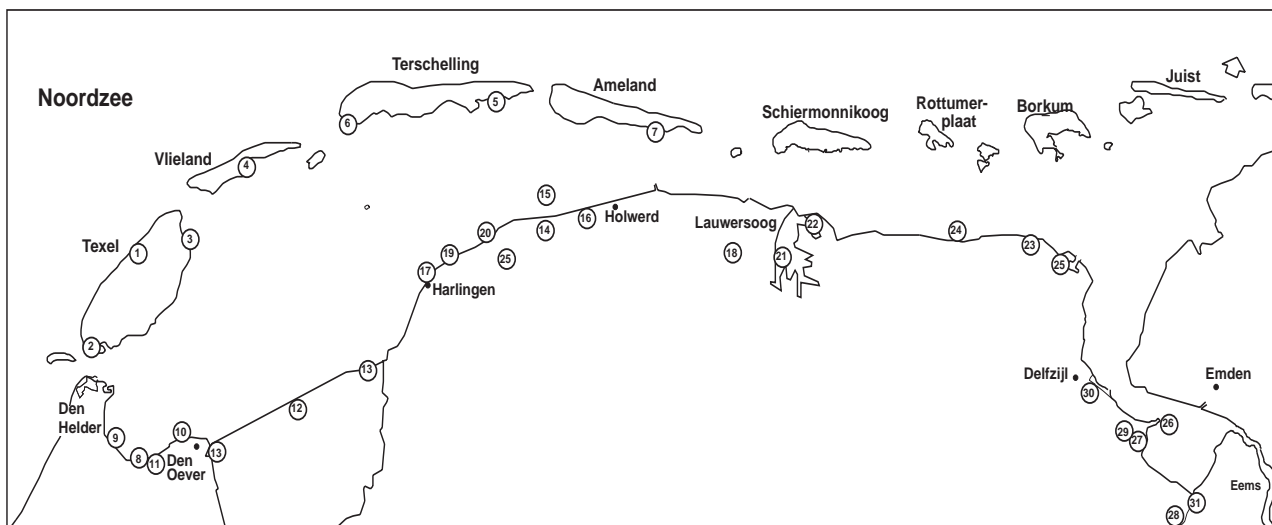 Terschelling
Juist
Noordzee
Ameland
5
6
7
Schiermonnikoog
Rottumer-
plaat
Borkum
Vlieland
4
15
16
Holwerd
14
20
Lauwersoog
22
24
23
Texel
1
3
19
25
18
21
25
17
Harlingen
2
13
Delfzijl
Emden
30
12
Den
Helder
9
10
8
11
Den
Oever
13
29
27
26
Eems
31
28